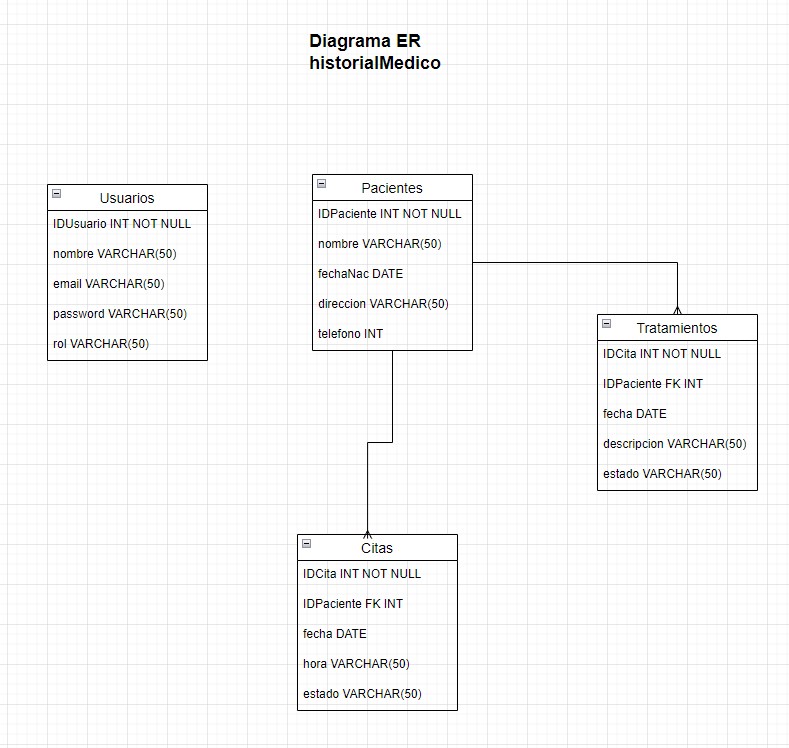 Diagrama ER
historialMedico
Usuarios
IDUsuario INT NOT NULL
nombre VARCHAR(50)
email VARCHAR(50)
password VARCHAR(50)
rol VARCHAR(50)
Pacientes
IDPaciente INT NOT NULL
nombre VARCHAR(50)
fechaNac DATE
direccion VARCHAR(50)
telefono INT
Tratamientos
IDCita INT NOT NULL
IDPaciente FK INT
fecha DATE
descripcion VARCHAR(50)
estado VARCHAR(50)
Citas
IDCita INT NOT NULL
IDPaciente FK INT
fecha DATE
hora VARCHAR(50)
estado VARCHAR(50)